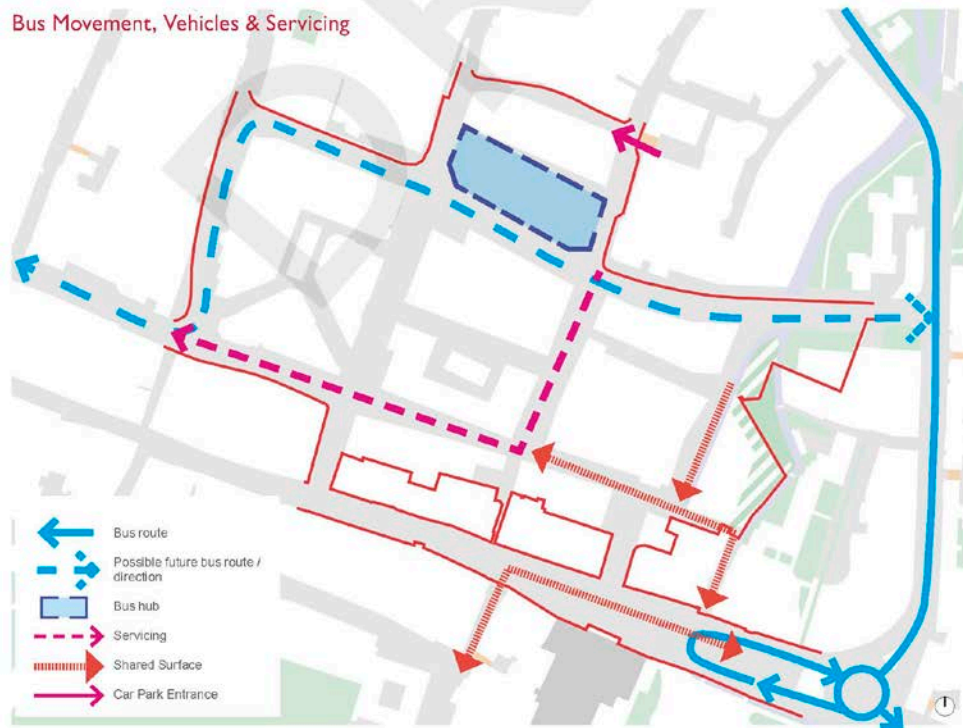 Bus Movement, Vehicles & Servicing
Bus route
Possible future bus route /
direction
Bus hub
Servicing
Shared Surface
Car Park Entrance